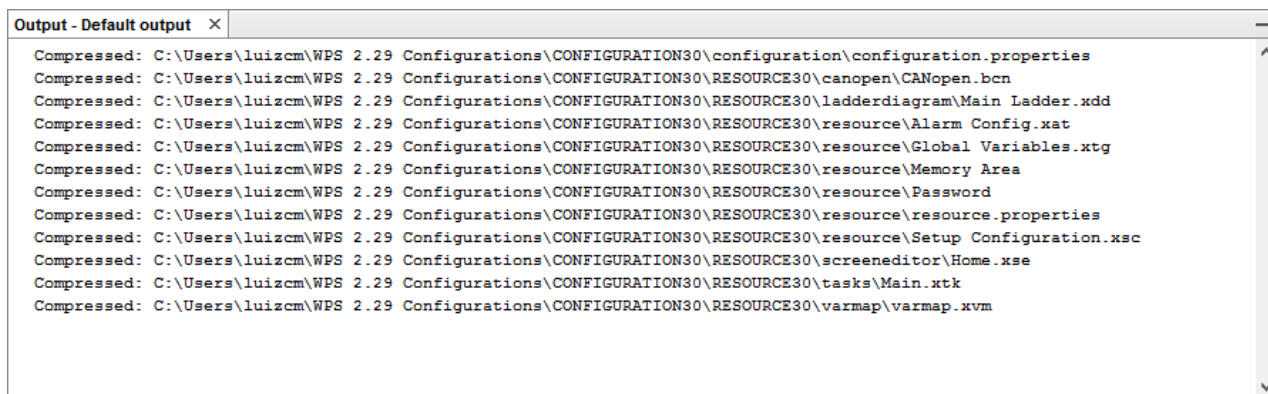 Output - Default output ×
Compressed: C:\Users\luizcm\WPS 2.29 Configurations\CONFIGURATION30\configuration\configuration.properties
Compressed: C:\Users\luizcm\WPS 2.29 Configurations\CONFIGURATION30\RESOURCE30\canopen\CANopen.bcn
Compressed: C:\Users\luizcm\WPS 2.29 Configurations\CONFIGURATION30\RESOURCE30\ladderdiagram\Main Ladder.xdd
Compressed: C:\Users\luizcm\WPS 2.29 Configurations\CONFIGURATION30\RESOURCE30\resource\Alarm Config.xat
Compressed: C:\Users\luizcm\WPS 2.29 Configurations\CONFIGURATION30\RESOURCE30\resource\Global Variables.xtg
Compressed: C:\Users\luizcm\WPS 2.29 Configurations\CONFIGURATION30\RESOURCE30\resource\Memory Area
Compressed: C:\Users\luizcm\WPS 2.29 Configurations\CONFIGURATION30\RESOURCE30\resource\Password
Compressed: C:\Users\luizcm\WPS 2.29 Configurations\CONFIGURATION30\RESOURCE30\resource\resource.properties
Compressed: C:\Users\luizcm\WPS 2.29 Configurations\CONFIGURATION30\RESOURCE30\resource\Setup Configuration.xsc
Compressed: C:\Users\luizcm\WPS 2.29 Configurations\CONFIGURATION30\RESOURCE30\screeneditor\Home.xse
Compressed: C:\Users\luizcm\WPS 2.29 Configurations\CONFIGURATION30\RESOURCE30\tasks\Main.xtk
Compressed: C:\Users\luizcm\WPS 2.29 Configurations\CONFIGURATION30\RESOURCE30\varmap\varmap.xvm